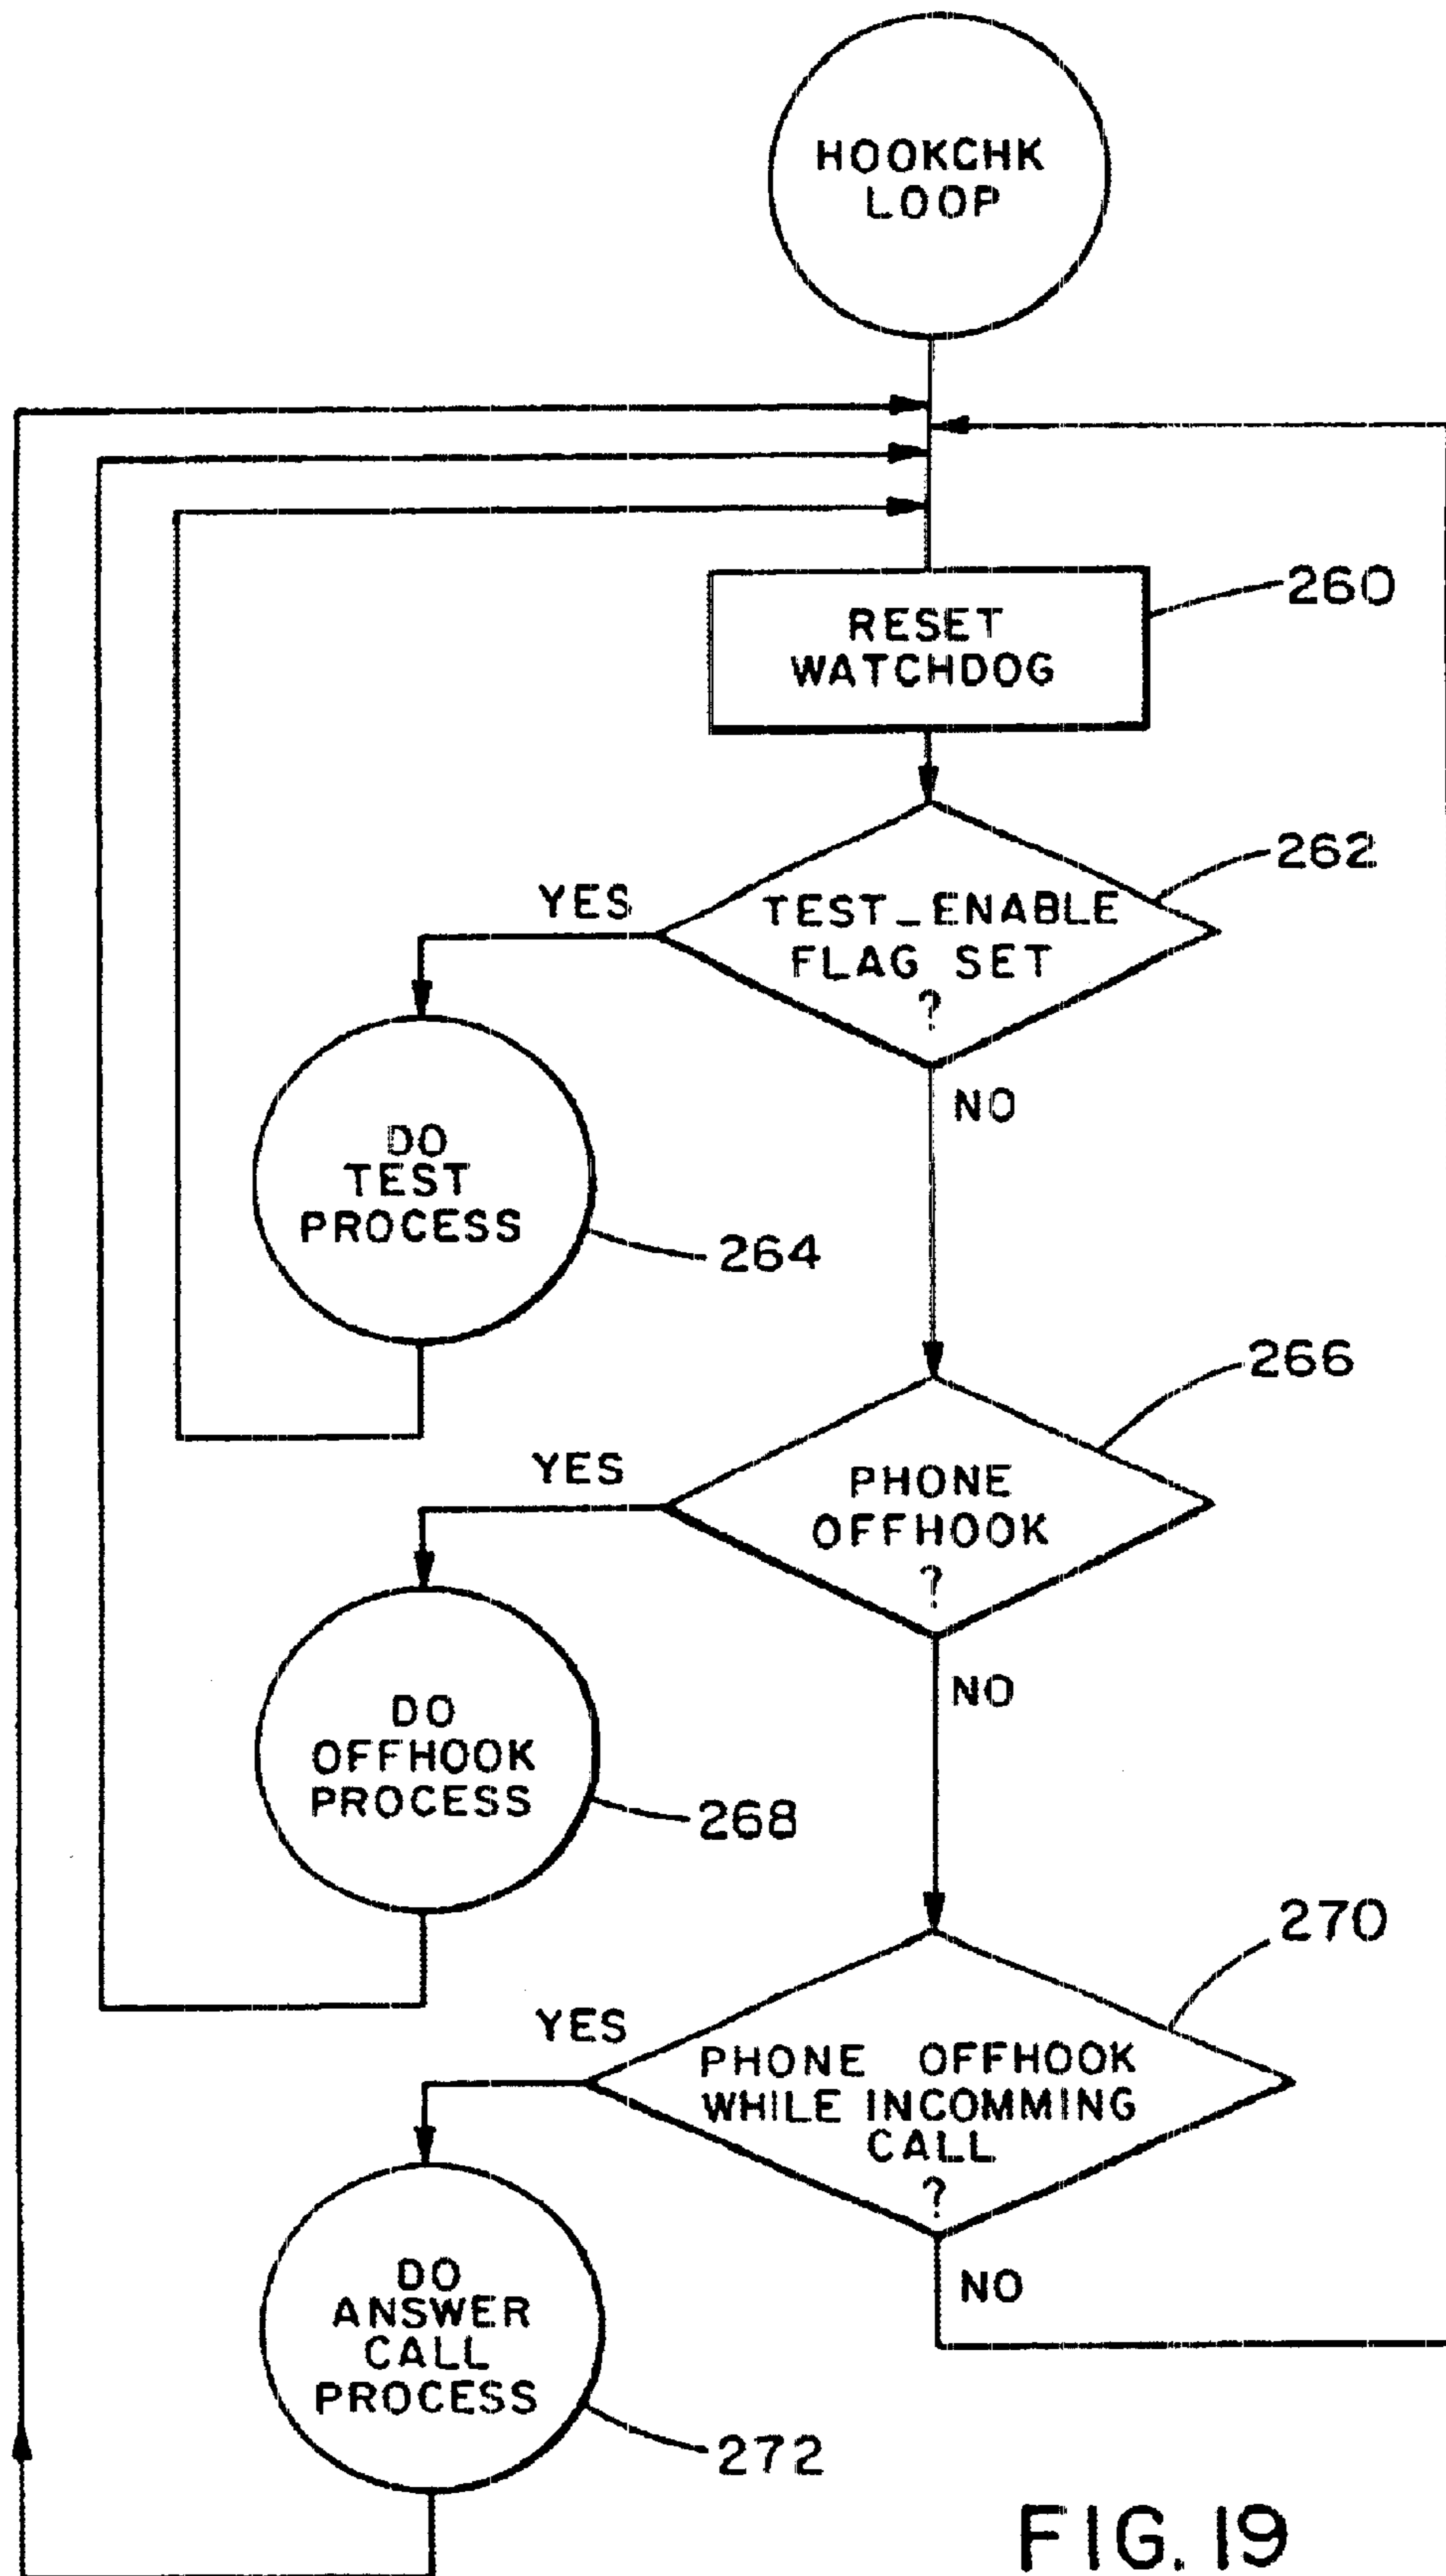 HOOKCHK
LOOP
RESET
WATCHDOG
260
TEST_ENABLE
FLAG SET
?
262
YES
NO
DO
TEST
PROCESS
264
PHONE
OFFHOOK
?
266
YES
NO
DO
OFFHOOK
PROCESS
268
PHONE OFFHOOK
WHILE INCOMMING
CALL
?
270
YES
NO
DO
ANSWER
CALL
PROCESS
272
FIG. 19